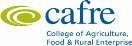 cafre
College of Agriculture,
Food & Rural Enterprise